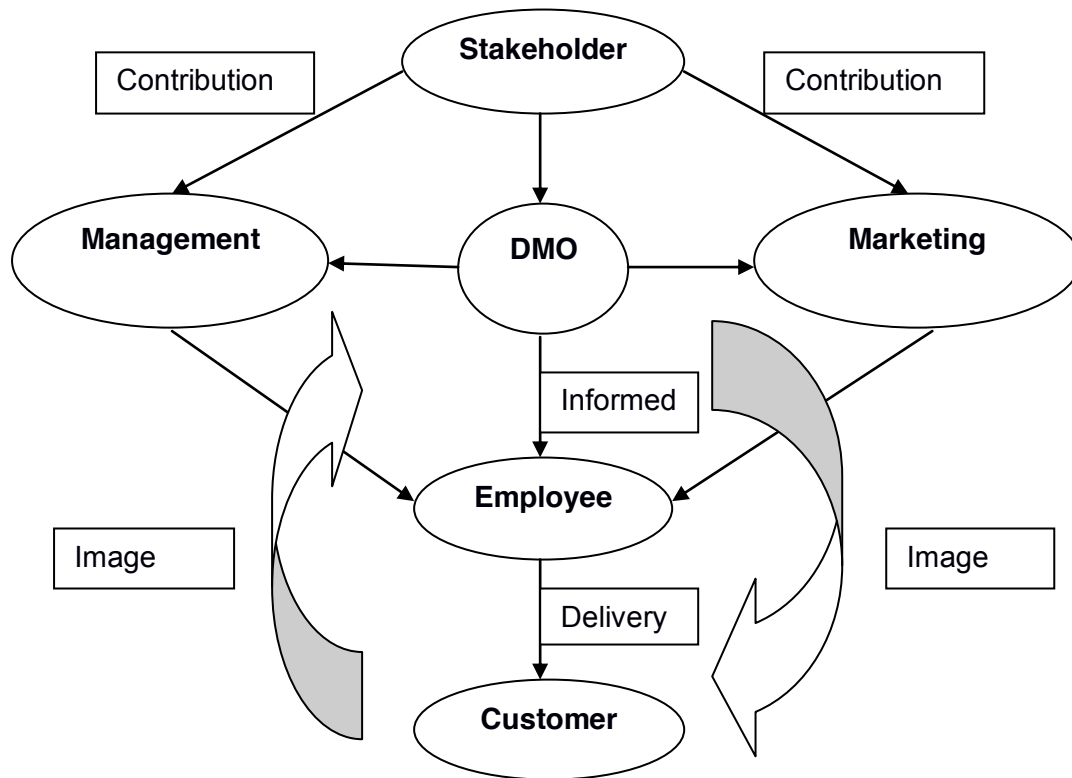 Stakeholder
Contribution
Contribution
Management
DMO
Marketing
Informed
Employee
Image
Image
Delivery
Customer